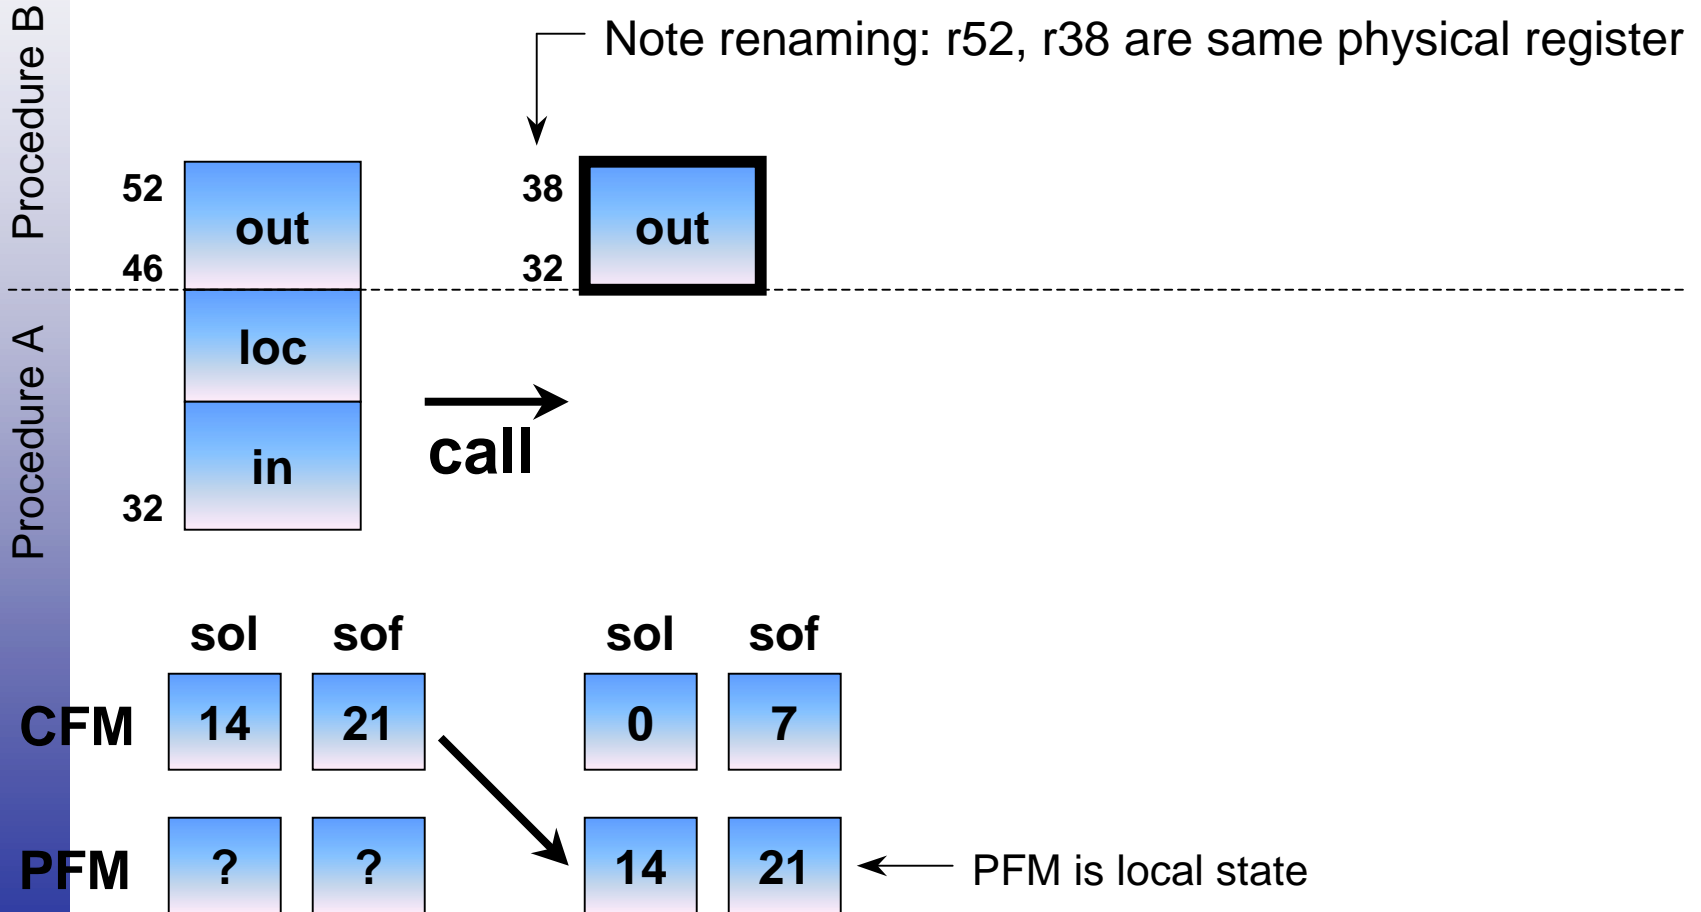 Procedure B
Note renaming: r52, r38 are same physical register
52
38
out
out
46
32
Procedure A
loc
call
in
32
sol sof sol sof
CFM 14 21 0 7
PFM ? ? 14 21 PFM is local state